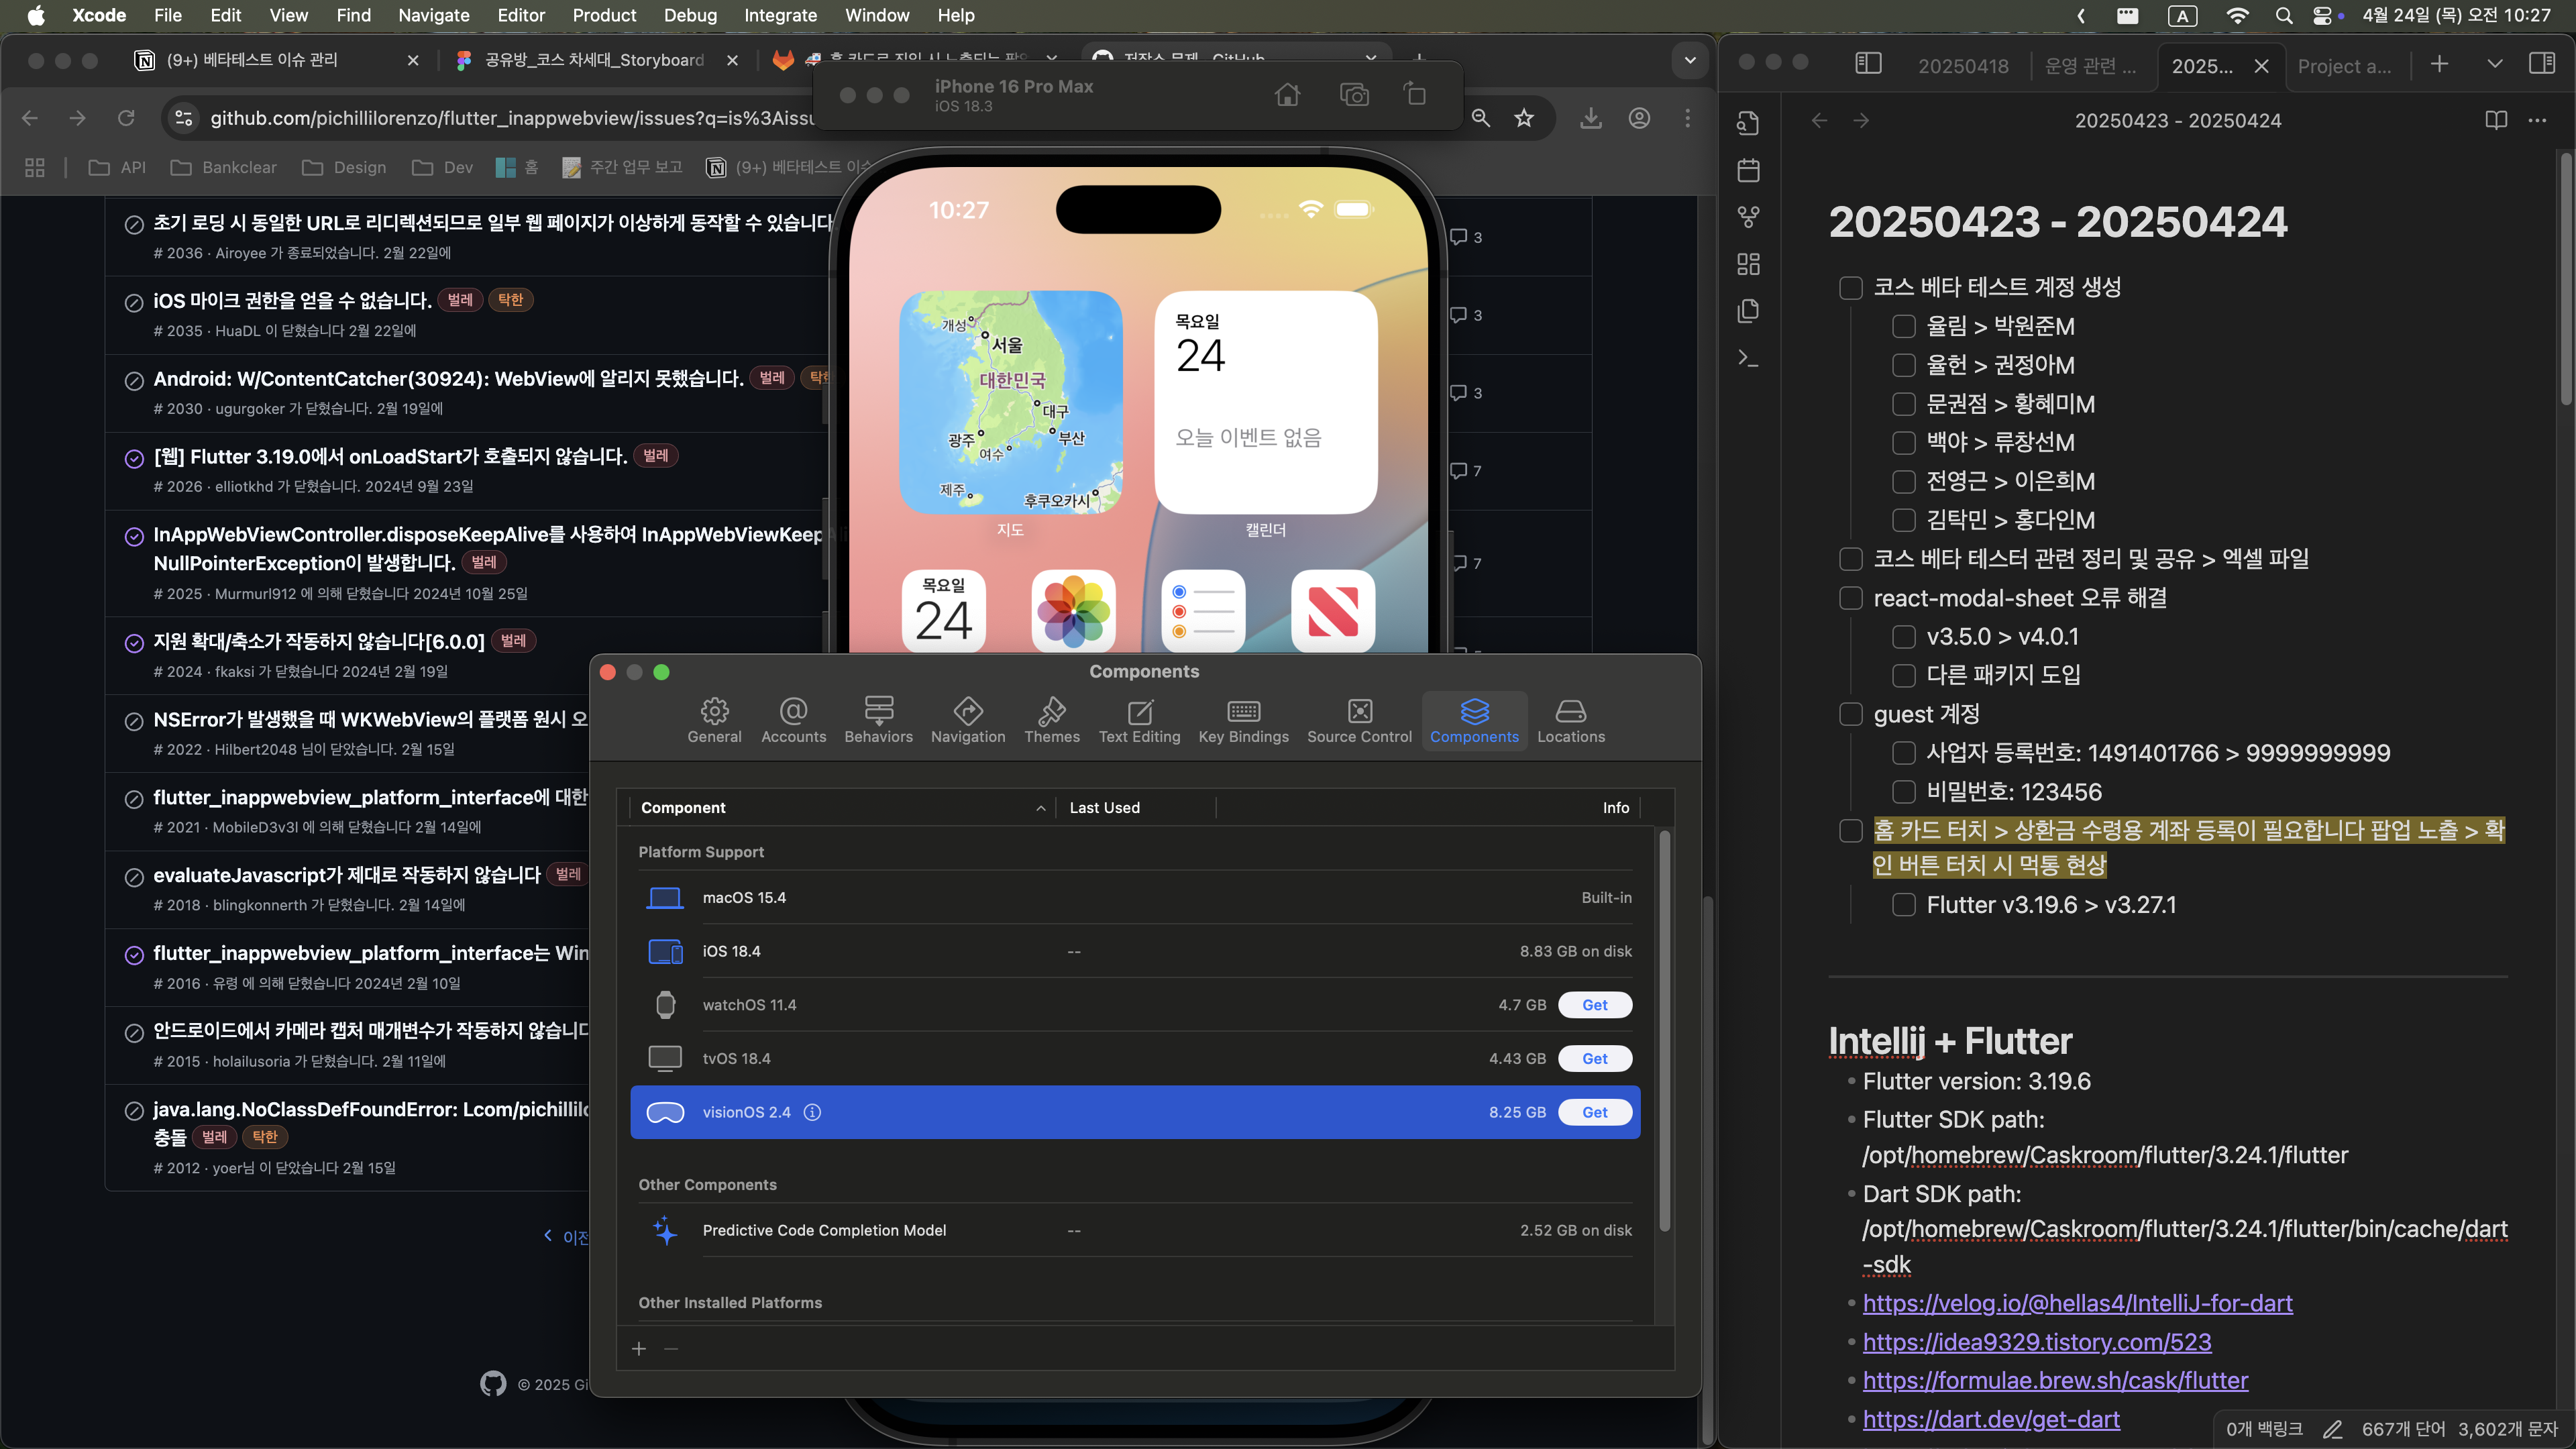 Xcode File Edit View Find Navigate Editor Product Debug Integrate Window Help
A 4월 24일 (목) 오전 10:27
(9+) 베타테스트 이슈 관리
공유방_코스 차세대_Storyboard
iPhone 16 Pro Max
iOS 18.3
github.com/pichillilorenzo/flutter_inappwebview/issues?q=is%3Aissu
API Bankclear Design Dev 홈 주간 업무 보고 (9+) 베타테스트 이슈
초기 로딩 시 동일한 URL로 리디렉션되므로 일부 웹 페이지가 이상하게 동작할 수 있습니다
# 2036 · Airoyee 가 종료되었습니다. 2월 22일에
3
iOS 마이크 권한을 얻을 수 없습니다. 벌레 탁한
# 2035 · HuaDL 이 닫혔습니다 2월 22일에
3
Android: W/ContentCatcher(30924): WebView에 알리지 못했습니다. 벌레
# 2030 · ugurgoker 가 닫혔습니다. 2월 19일에
3
[웹] Flutter 3.19.0에서 onLoadStart가 호출되지 않습니다. 벌레
# 2026 · elliotkhd 가 닫혔습니다. 2024년 9월 23일
7
InAppWebViewController.disposeKeepAlive를 사용하여 InAppWebViewKeep
NullPointerException이 발생합니다. 벌레
# 2025 · Murmurl912 에 의해 닫혔습니다 2024년 10월 25일
7
지원 확대/축소가 작동하지 않습니다[6.0.0] 벌레
# 2024 · fkaksi 가 닫혔습니다 2024년 2월 19일
NSError가 발생했을 때 WKWebView의 플랫폼 원시 오
# 2022 · Hilbert2048 님이 닫았습니다. 2월 15일
flutter_inappwebview_platform_interface에 대한
# 2021 · MobileD3v3l 에 의해 닫혔습니다 2월 14일에
evaluateJavascript가 제대로 작동하지 않습니다 벌레
# 2018 · blingkonnerth 가 닫혔습니다. 2월 14일에
flutter_inappwebview_platform_interface는 Win
# 2016 · 유령 에 의해 닫혔습니다 2024년 2월 10일
안드로이드에서 카메라 캡처 매개변수가 작동하지 않습니다
# 2015 · holailusoria 가 닫혔습니다. 2월 11일에
java.lang.NoClassDefFoundError: Lcom/pichillilo
충돌 벌레 탁한
# 2012 · yoer님 이 닫았습니다 2월 15일
이전
© 2025 Gi
10:27
개성
서울
대한민국
대구
광주
부산
여수
제주
후쿠오카시
지도
목요일
24
오늘 이벤트 없음
캘린더
목요일
24
Components
General Accounts Behaviors Navigation Themes Text Editing Key Bindings Source Control Components Locations
Component Last Used Info
Platform Support
macOS 15.4 Built-in
iOS 18.4 -- 8.83 GB on disk
watchOS 11.4 4.7 GB Get
tvOS 18.4 4.43 GB Get
visionOS 2.4 8.25 GB Get
Other Components
Predictive Code Completion Model -- 2.52 GB on disk
Other Installed Platforms
20250418 운영 관련 ... 2025... Project a...
20250423 - 20250424
20250423 - 20250424
코스 베타 테스트 계정 생성
율림 > 박원준M
율헌 > 권정아M
문권점 > 황혜미M
백야 > 류창선M
전영근 > 이은희M
김탁민 > 홍다인M
코스 베타 테스터 관련 정리 및 공유 > 엑셀 파일
react-modal-sheet 오류 해결
v3.5.0 > v4.0.1
다른 패키지 도입
guest 계정
사업자 등록번호: 1491401766 > 9999999999
비밀번호: 123456
홈 카드 터치 > 상환금 수령용 계좌 등록이 필요합니다 팝업 노출 > 확
인 버튼 터치 시 먹통 현상
Flutter v3.19.6 > v3.27.1
Intellij + Flutter
Flutter version: 3.19.6
Flutter SDK path:
/opt/homebrew/Caskroom/flutter/3.24.1/flutter
Dart SDK path:
/opt/homebrew/Caskroom/flutter/3.24.1/flutter/bin/cache/dart
-sdk
https://velog.io/@hellas4/IntelliJ-for-dart
https://idea9329.tistory.com/523
https://formulae.brew.sh/cask/flutter
https://dart.dev/get-dart
0개 백링크 667개 단어 3,602개 문자